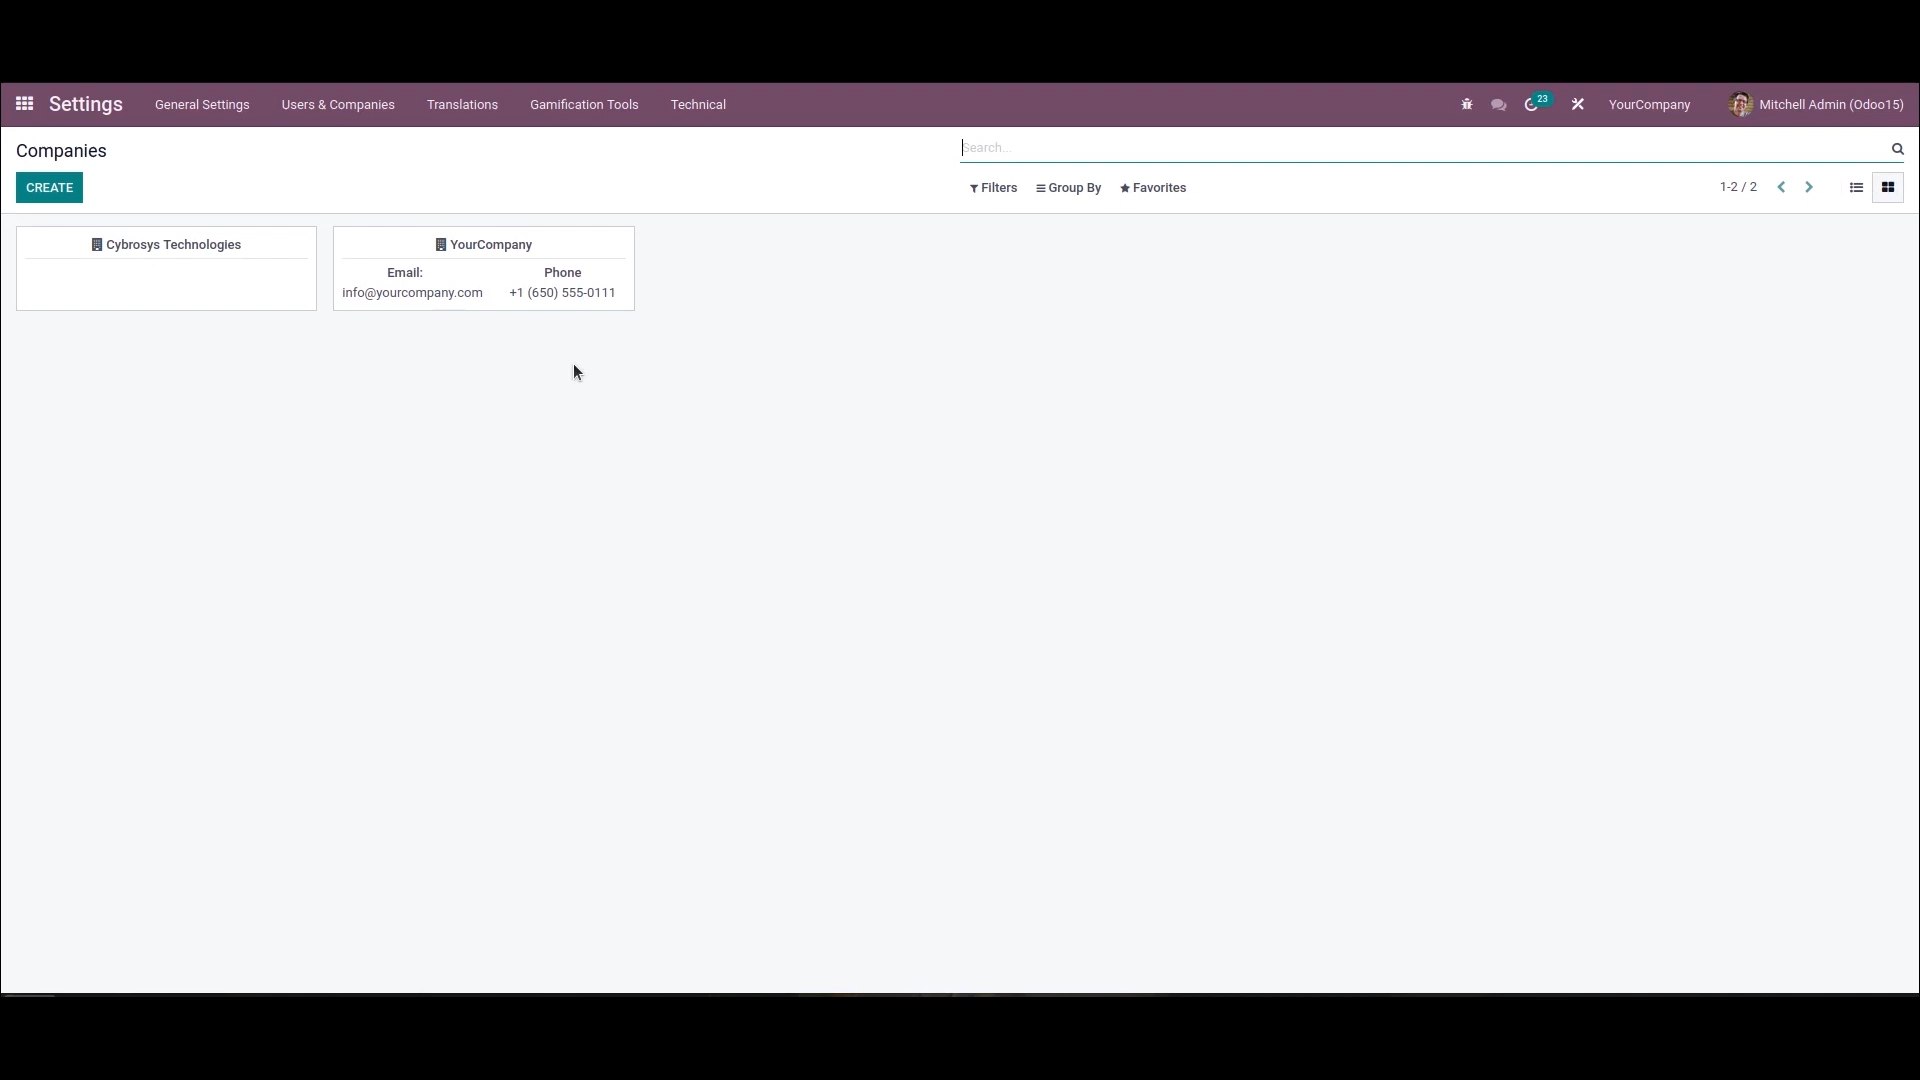 Settings General Settings Users & Companies Translations Gamification Tools Technical 23 YourCompany Mitchell Admin (Odoo15)
Companies
Search...
CREATE
Filters Group By Favorites 1-2 / 2
Cybrosys Technologies
YourCompany
Email: Phone
info@yourcompany.com +1 (650) 555-0111